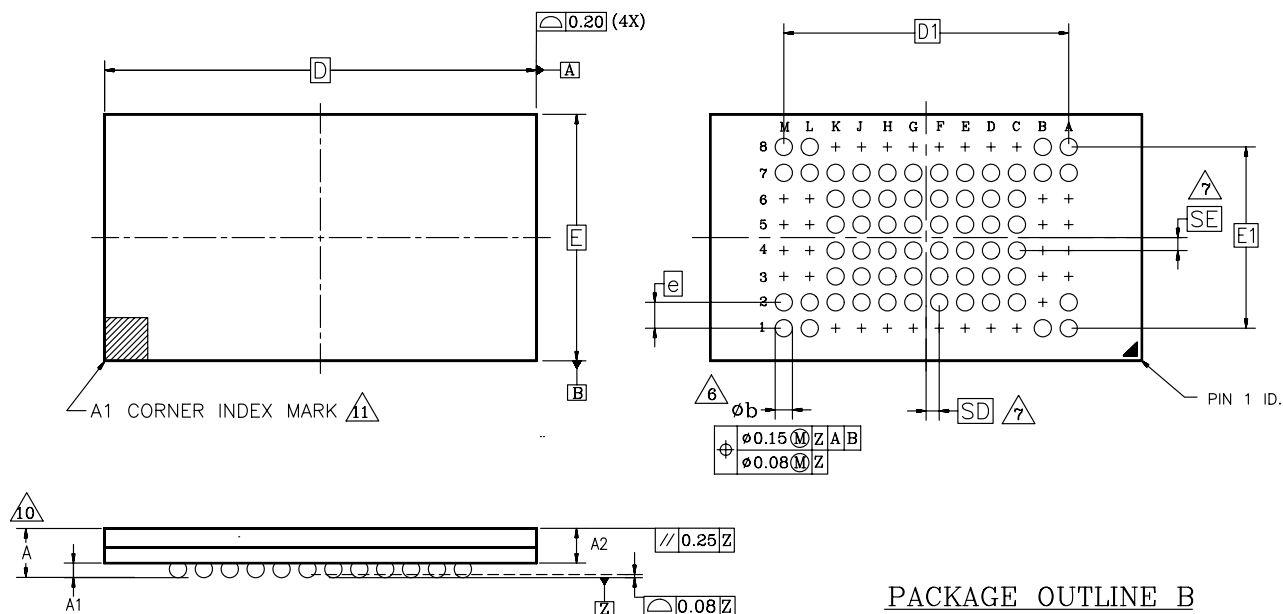 0.20 (4X)
D
A
E
B
A1 CORNER INDEX MARK 11
D1
M L K J H G F E D C B A
8
7
6
5
4
3
2
1
7
SE
E1
e
6
øb
SD 7
PIN 1 ID.
ø0.15 Ⓜ Z A B
ø0.08 Ⓜ Z
10
A
A1
A2
// 0.25 Z
Z
0.08 Z
PACKAGE OUTLINE B